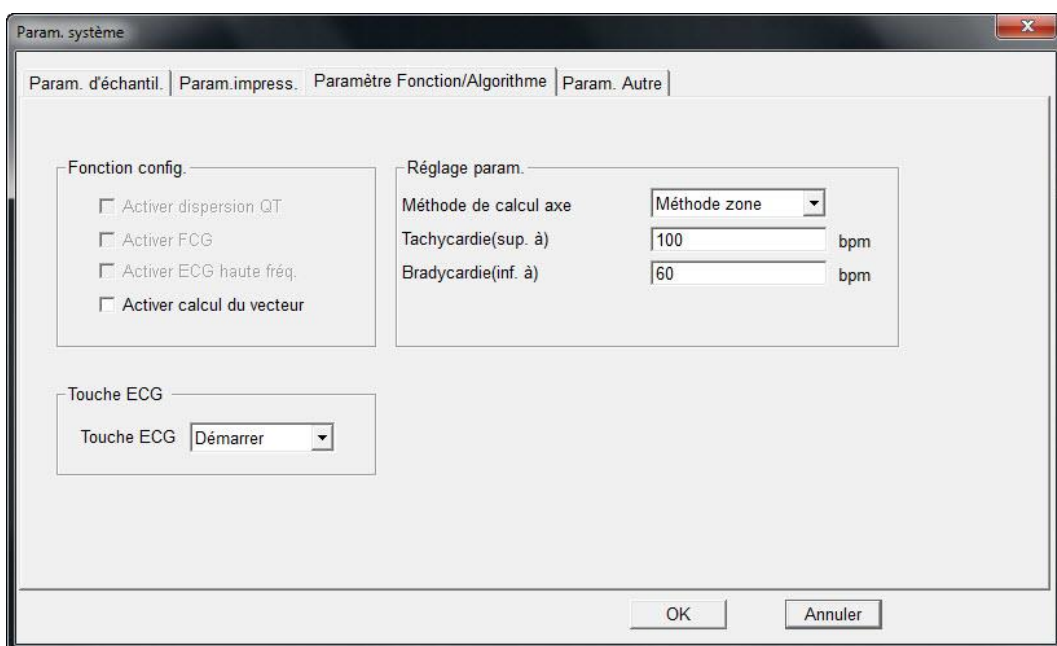 Param. système
Param. d'échantil. Param.impress. Paramètre Fonction/Algorithme Param. Autre
Fonction config.
Activer dispersion QT
Activer FCG
Activer ECG haute fréq.
Activer calcul du vecteur
Réglage param.
Méthode de calcul axe Méthode zone
Tachycardie(sup. à) 100 bpm
Bradycardie(inf. à) 60 bpm
Touche ECG
Touche ECG Démarrer
OK Annuler